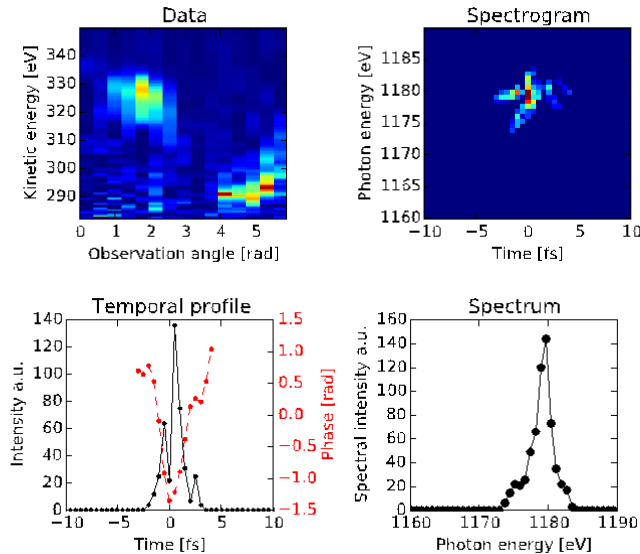 Data
Kinetic energy [eV]
350
340
330
320
310
300
290
0 1 2 3 4 5
Observation angle [rad]
Spectrogram
Photon energy [eV]
1190
1185
1180
1175
1170
1165
1160
−10 −5 0 5 10
Time [fs]
Temporal profile
Intensity a.u.
140
120
100
80
60
40
20
0
−10 −5 0 5 10
Time [fs]
1.5
1.0
0.5
0.0
−0.5
−1.0
−1.5
Phase [rad]
Spectrum
Spectral intensity a.u.
160
140
120
100
80
60
40
20
0
1160 1170 1180 1190
Photon energy [eV]